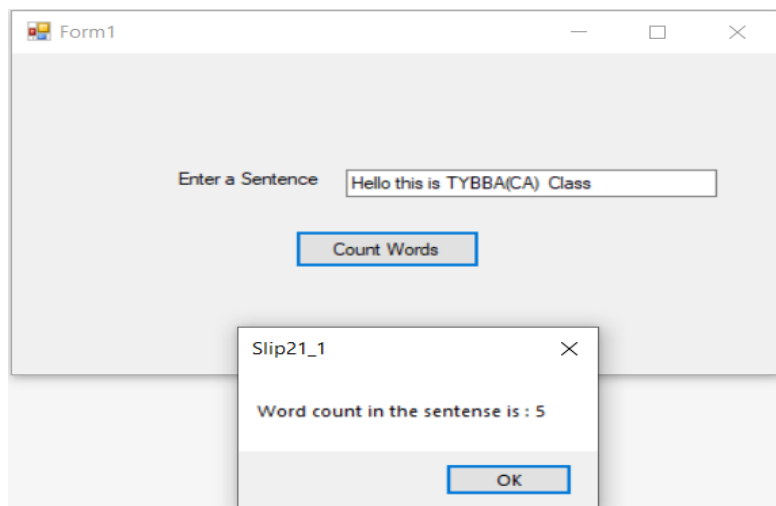 Form1
Enter a Sentence Hello this is TYBBA(CA)  Class
Count Words
Slip21_1
Word count in the sentense is : 5
OK